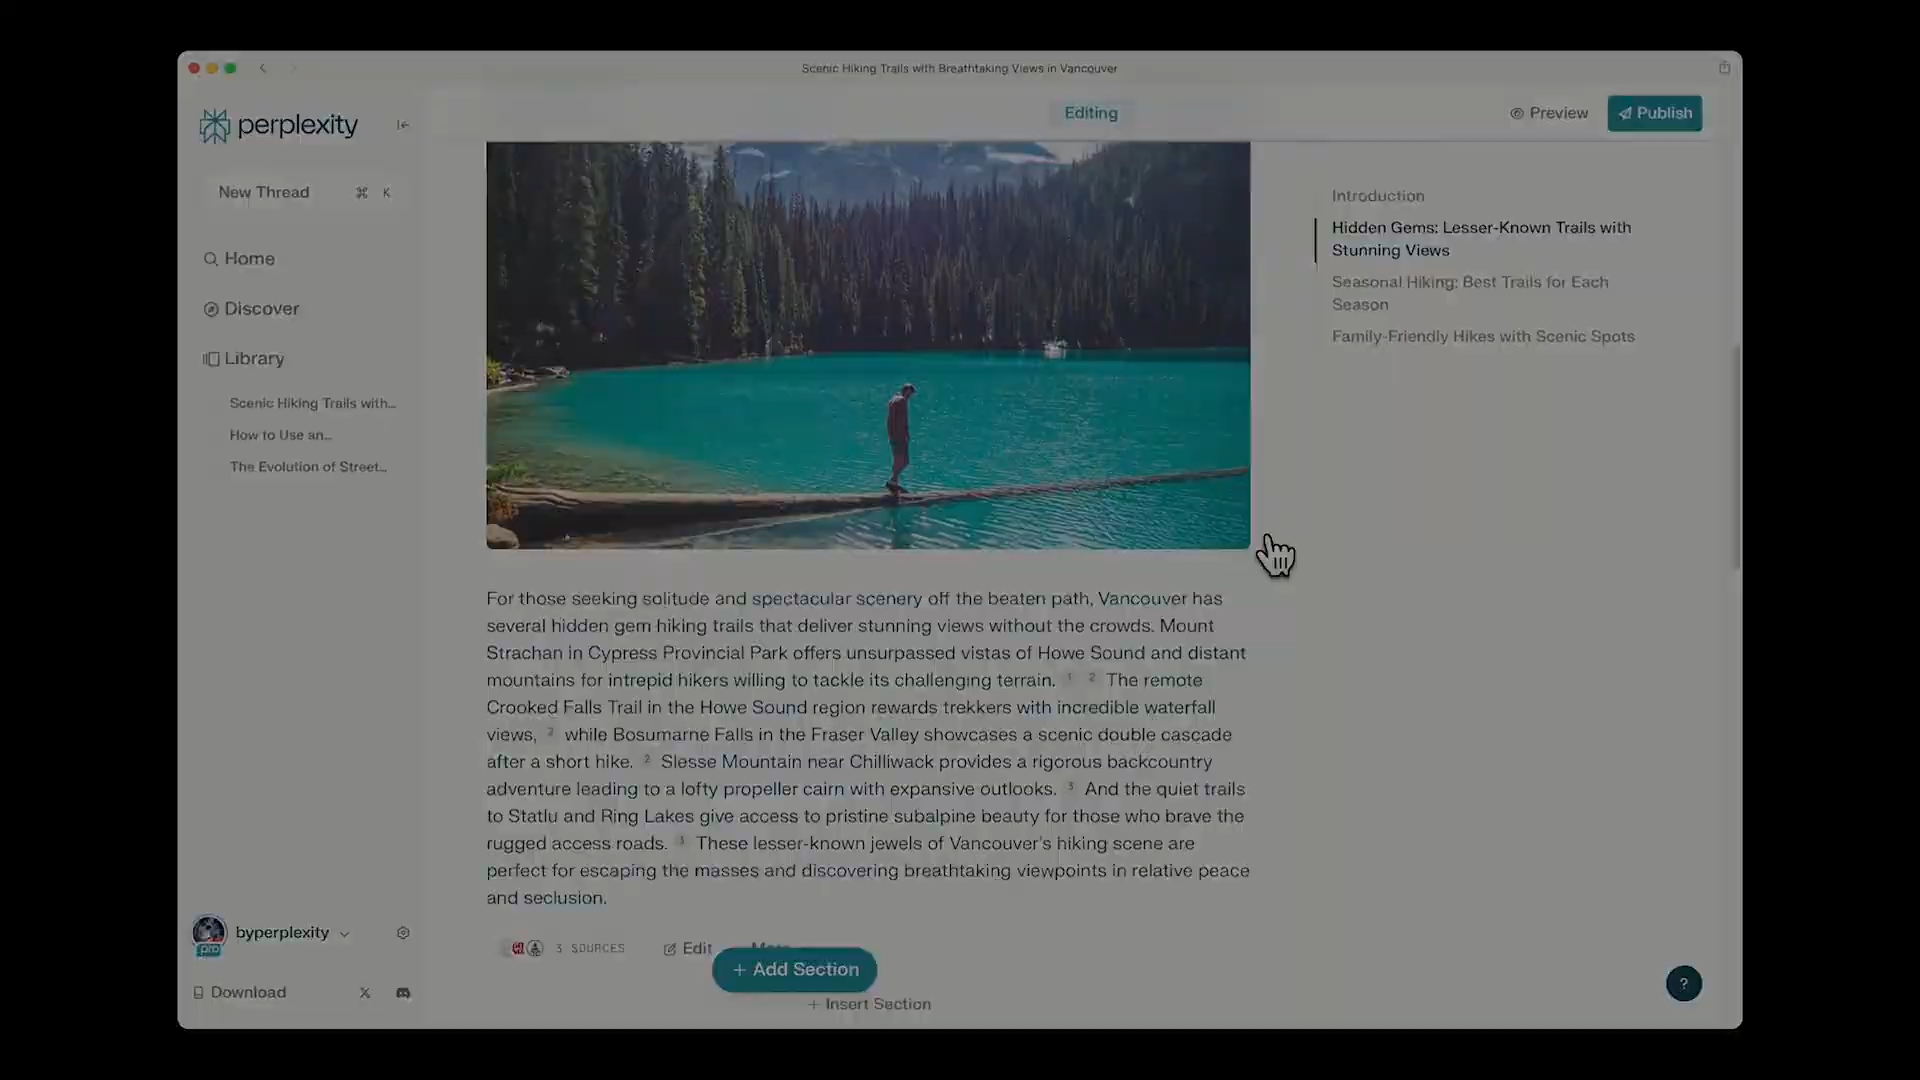 Scenic Hiking Trails with Breathtaking Views in Vancouver
perplexity
Editing
Preview
Publish
New Thread ⌘ K
Home
Discover
Library
Scenic Hiking Trails with...
How to Use an...
The Evolution of Street...
Introduction
Hidden Gems: Lesser-Known Trails with
Stunning Views
Seasonal Hiking: Best Trails for Each
Season
Family-Friendly Hikes with Scenic Spots
For those seeking solitude and spectacular scenery off the beaten path, Vancouver has
several hidden gem hiking trails that deliver stunning views without the crowds. Mount
Strachan in Cypress Provincial Park offers unsurpassed vistas of Howe Sound and distant
mountains for intrepid hikers willing to tackle its challenging terrain. 1 2 The remote
Crooked Falls Trail in the Howe Sound region rewards trekkers with incredible waterfall
views, 2 while Bosumarne Falls in the Fraser Valley showcases a scenic double cascade
after a short hike. 2 Slesse Mountain near Chilliwack provides a rigorous backcountry
adventure leading to a lofty propeller cairn with expansive outlooks. 3 And the quiet trails
to Statlu and Ring Lakes give access to pristine subalpine beauty for those who brave the
rugged access roads. 3 These lesser-known jewels of Vancouver's hiking scene are
perfect for escaping the masses and discovering breathtaking viewpoints in relative peace
and seclusion.
3 SOURCES
Edit
More
+ Add Section
+ Insert Section
byperplexity
pro
Download
X
?